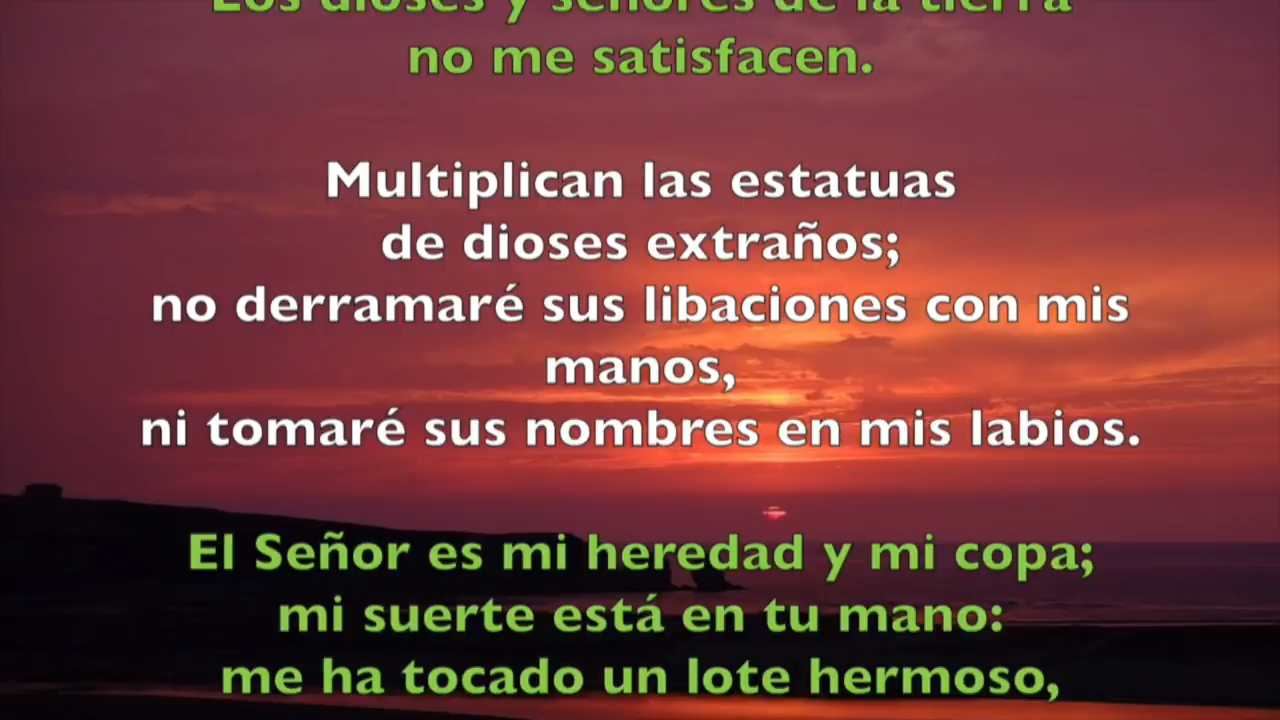 Los dioses y señores de la tierra
no me satisfacen.
Multiplican las estatuas
de dioses extraños;
no derramaré sus libaciones con mis
manos,
ni tomaré sus nombres en mis labios.
El Señor es mi heredad y mi copa;
mi suerte está en tu mano:
me ha tocado un lote hermoso,